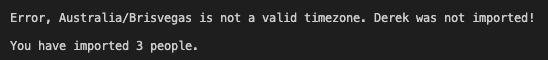 Error, Australia/Brisvegas is not a valid timezone. Derek was not imported!
You have imported 3 people.